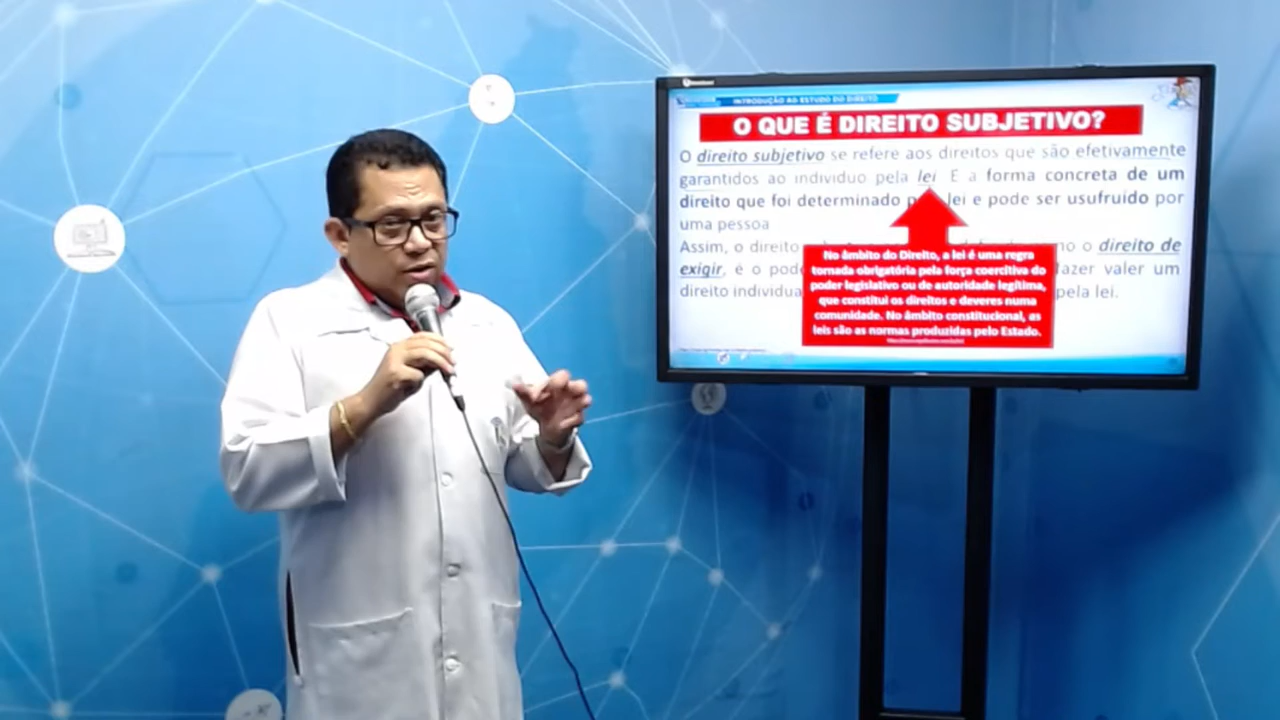 INTRODUÇÃO AO ESTUDO DO DIREITO
O QUE É DIREITO SUBJETIVO?
O direito subjetivo se refere aos direitos que são efetivamente
garantidos ao individuo pela lei E a forma concreta de um
direito que foi determinado lei e pode ser usufruído por
uma pessoa
Assim, o direito o direito de
exigir, é o fazer valer um
direito pela lei.
No âmbito do Direito, a lei é uma regra
tornada obrigatória pela força coercitiva do
poder legislativo ou de autoridade legítima,
que constitui os direitos e deveres numa
comunidade. No âmbito constitucional, as
leis são as normas produzidas pelo Estado.